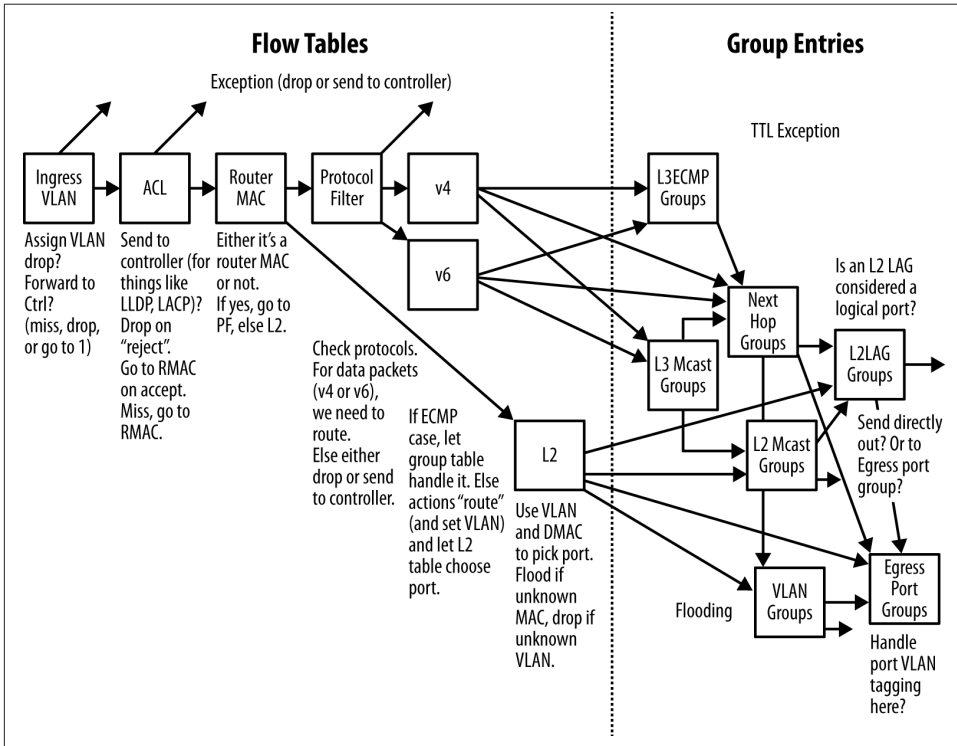 Flow Tables
Group Entries
Exception (drop or send to controller)
TTL Exception
Ingress
VLAN
ACL
Router
MAC
Protocol
Filter
v4
v6
L3ECMP
Groups
Assign VLAN
drop?
Forward to
Ctrl?
(miss, drop,
or go to 1)
Send to
controller (for
things like
LLDP, LACP)?
Drop on
“reject”.
Go to RMAC
on accept.
Miss, go to
RMAC.
Either it’s a
router MAC
or not.
If yes, go to
PF, else L2.
Check protocols.
For data packets
(v4 or v6),
we need to
route.
Else either
drop or send
to controller.
If ECMP
case, let
group table
handle it. Else
actions “route”
(and set VLAN)
and let L2
table choose
port.
L2
Use VLAN
and DMAC
to pick port.
Flood if
unknown
MAC, drop if
unknown
VLAN.
Next
Hop
Groups
L3 Mcast
Groups
Is an L2 LAG
considered a
logical port?
L2LAG
Groups
L2 Mcast
Groups
Send directly
out? Or to
Egress port
group?
Flooding
VLAN
Groups
Egress
Port
Groups
Handle
port VLAN
tagging
here?